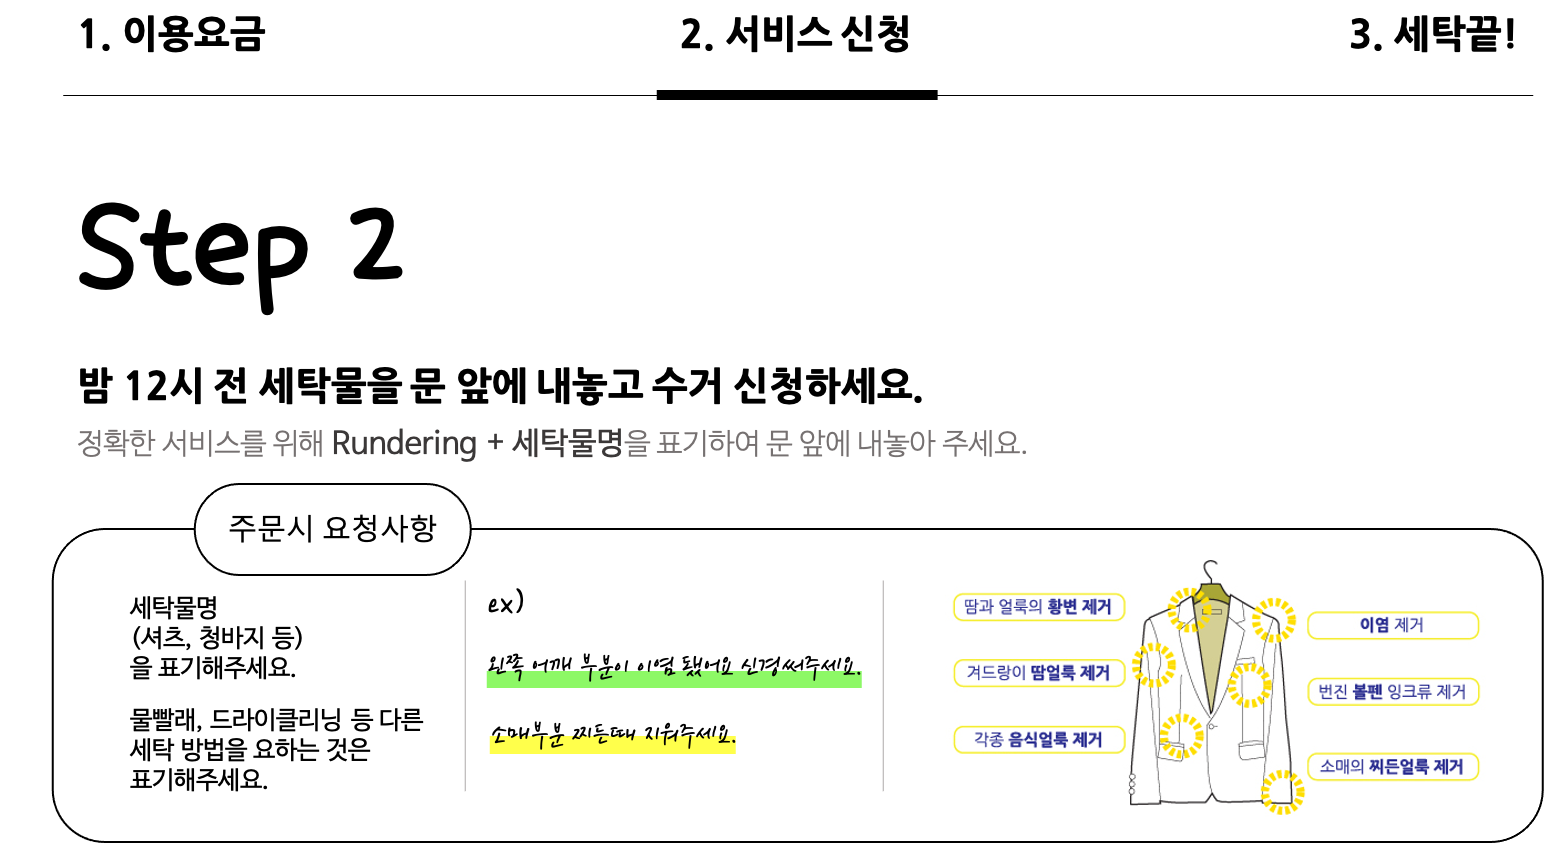 1. 이용요금
2. 서비스 신청
3. 세탁끝!
Step 2
밤 12시 전 세탁물을 문 앞에 내놓고 수거 신청하세요.
정확한 서비스를 위해 Rundering + 세탁물명을 표기하여 문 앞에 내놓아 주세요.
주문시 요청사항
세탁물명
(셔츠, 청바지 등)
을 표기해주세요.
물빨래, 드라이클리닝 등 다른
세탁 방법을 요하는 것은
표기해주세요.
ex)
왼쪽 어깨 부분이 이염 됐어요 신경써주세요.
소매부분 찌든때 지워주세요.
땀과 얼룩의 황변 제거
겨드랑이 땀얼룩 제거
각종 음식얼룩 제거
이염 제거
번진 볼펜 잉크류 제거
소매의 찌든얼룩 제거